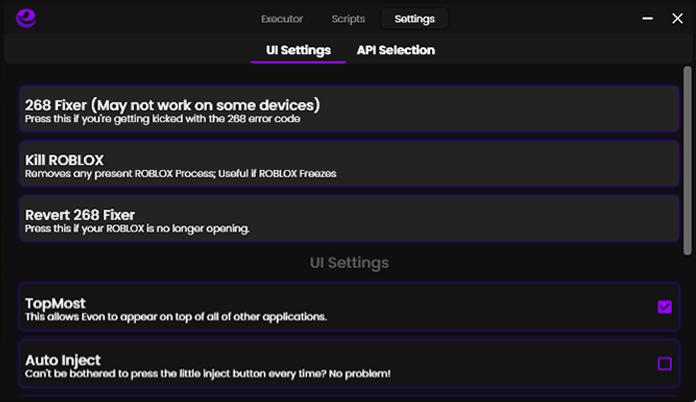 Executor Scripts Settings
UI Settings API Selection
268 Fixer (May not work on some devices)
Press this if you're getting kicked with the 268 error code
Kill ROBLOX
Removes any present ROBLOX Process; Useful if ROBLOX Freezes
Revert 268 Fixer
Press this if your ROBLOX is no longer opening.
UI Settings
TopMost
This allows Evon to appear on top of all of other applications.
Auto Inject
Can't be bothered to press the little inject button every time? No problem!